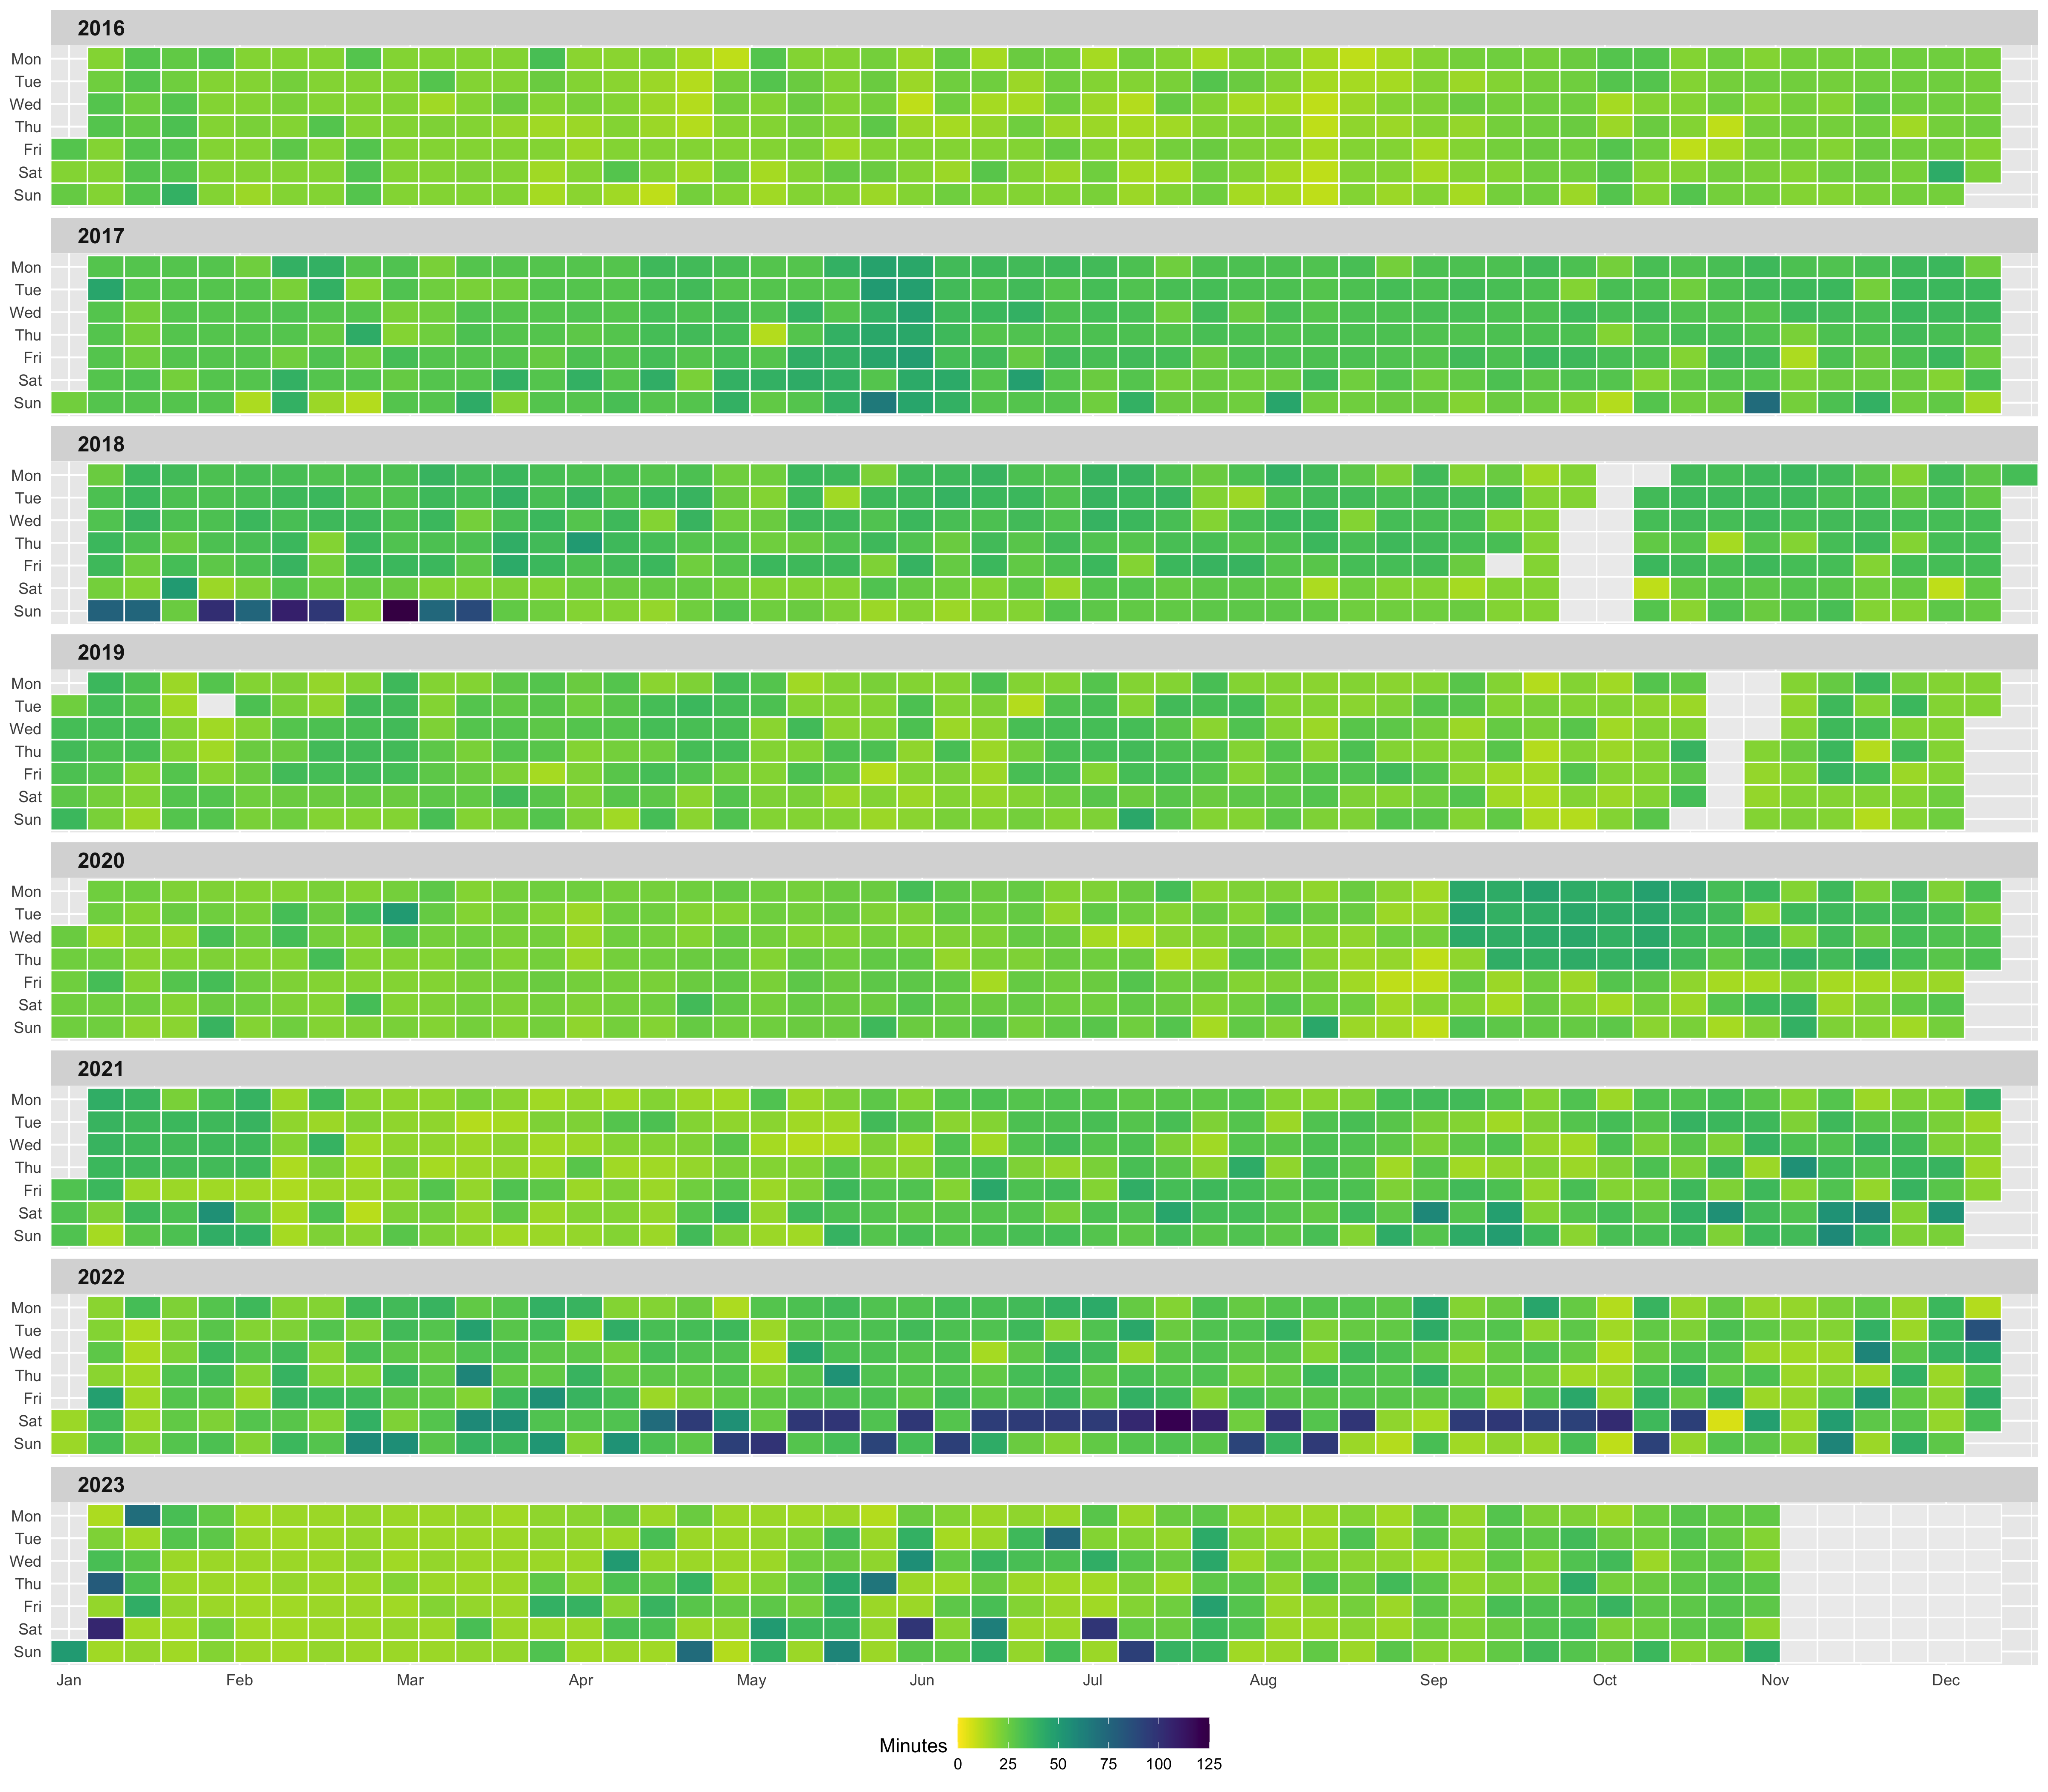 2016
Mon
Tue
Wed
Thu
Fri
Sat
Sun
2017
Mon
Tue
Wed
Thu
Fri
Sat
Sun
2018
Mon
Tue
Wed
Thu
Fri
Sat
Sun
2019
Mon
Tue
Wed
Thu
Fri
Sat
Sun
2020
Mon
Tue
Wed
Thu
Fri
Sat
Sun
2021
Mon
Tue
Wed
Thu
Fri
Sat
Sun
2022
Mon
Tue
Wed
Thu
Fri
Sat
Sun
2023
Mon
Tue
Wed
Thu
Fri
Sat
Sun
Jan Feb Mar Apr May Jun Jul Aug Sep Oct Nov Dec
Minutes
0 25 50 75 100 125